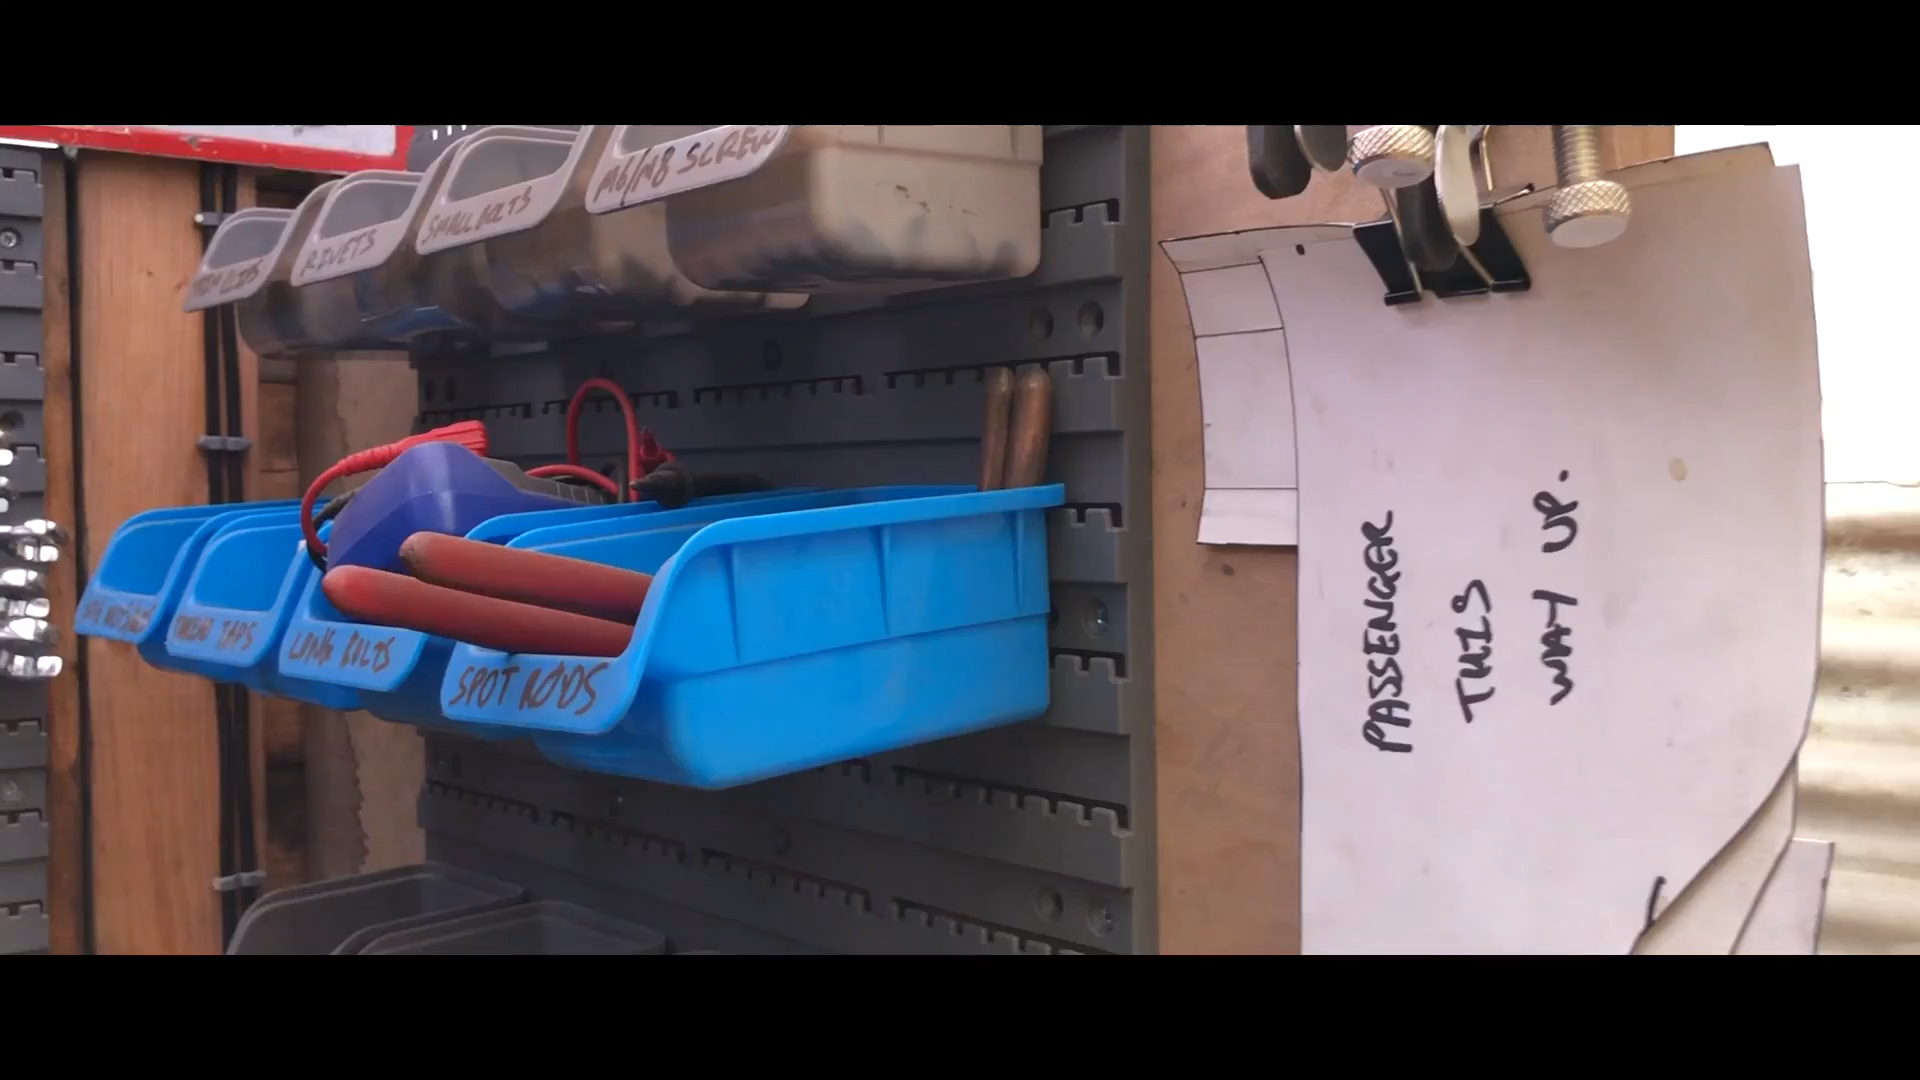 RIVETS
SMALL BOLTS
M6/M8 SCREW
THREAD TAPS
LONG BOLTS
SPOT RODS
PASSENGER
THIS
WAY UP.